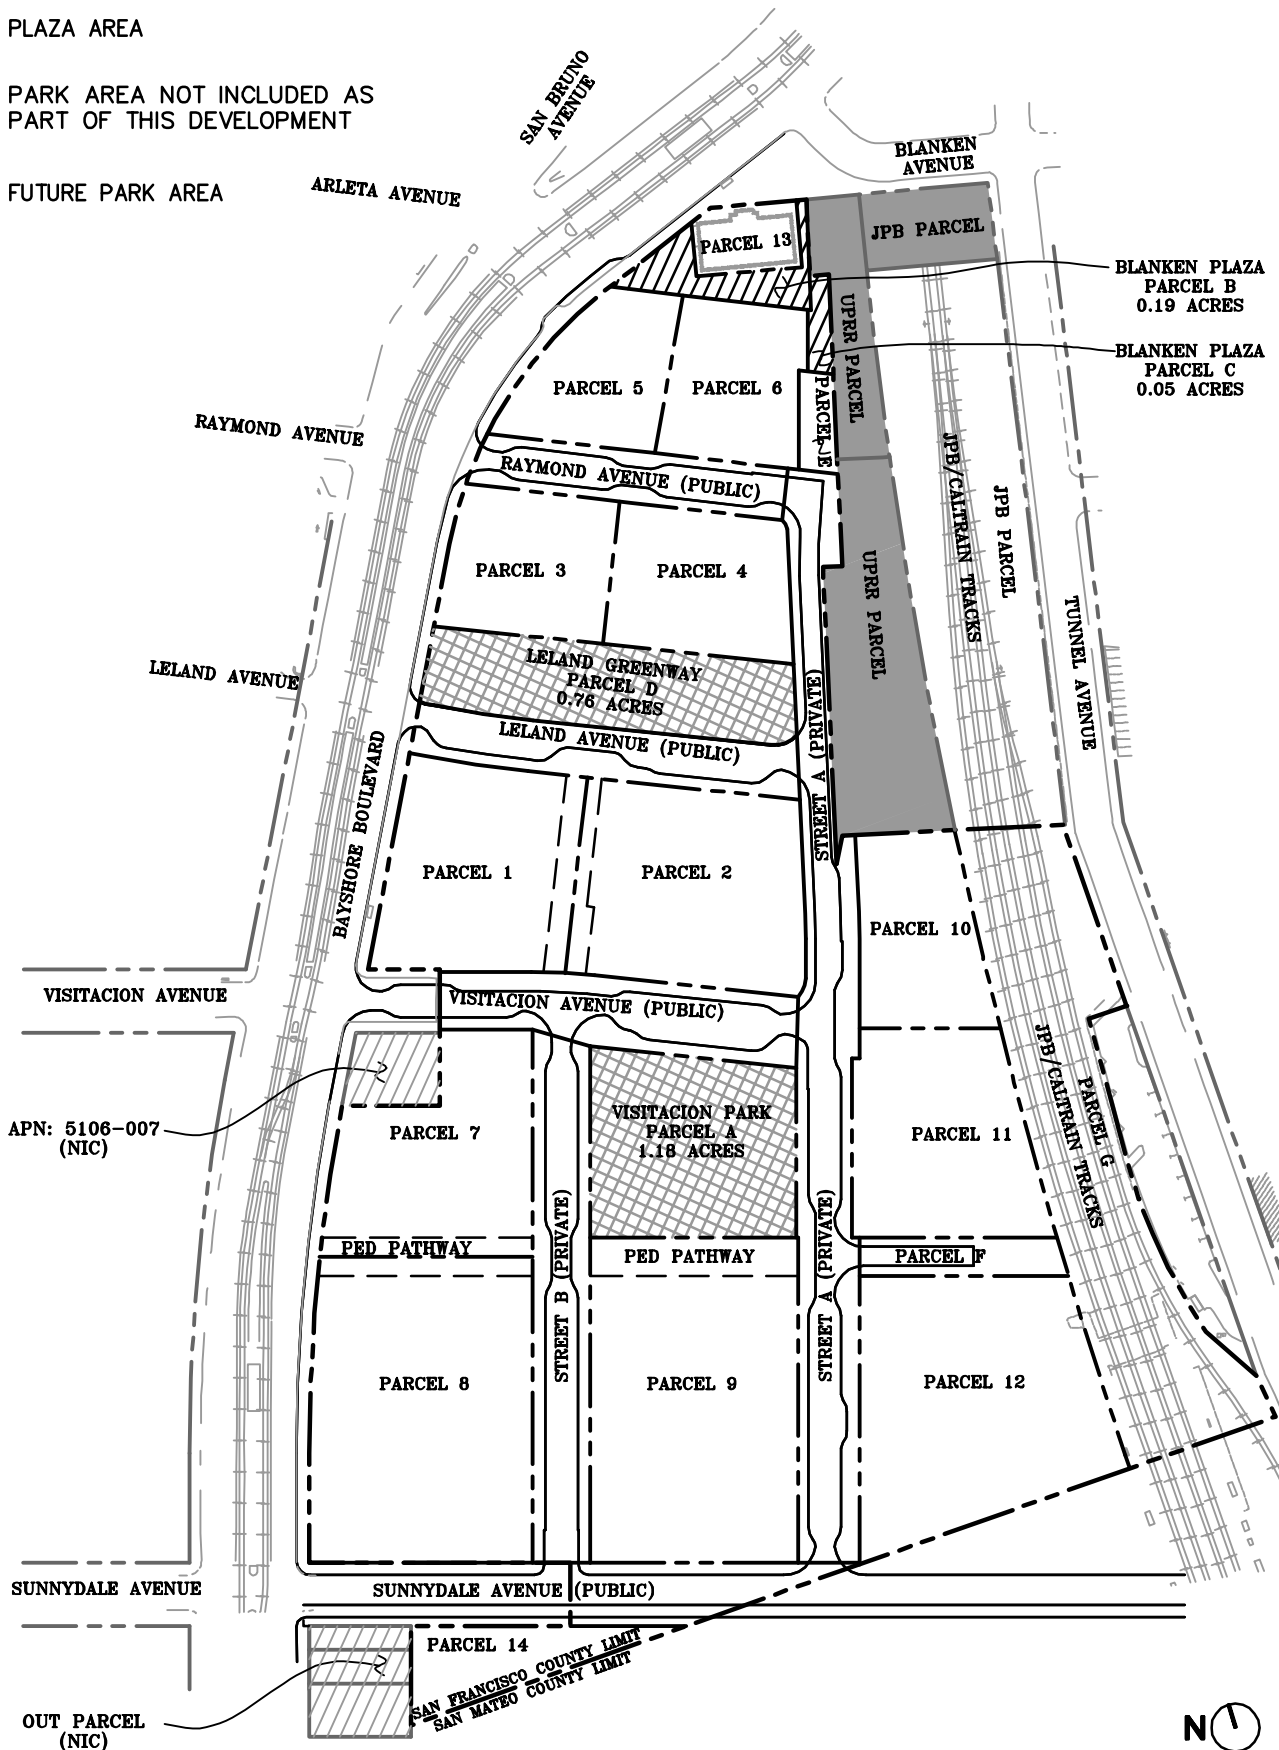 PLAZA AREA
PARK AREA NOT INCLUDED AS
PART OF THIS DEVELOPMENT
FUTURE PARK AREA
SAN BRUNO
AVENUE
ARLETA AVENUE
BLANKEN
AVENUE
JPB PARCEL
PARCEL 13
BLANKEN PLAZA
PARCEL B
0.19 ACRES
BLANKEN PLAZA
PARCEL C
0.05 ACRES
UPRR PARCEL
PARCEL 5
PARCEL 6
PARCEL E
RAYMOND AVENUE
RAYMOND AVENUE (PUBLIC)
JPB/CALTRAIN TRACKS
JPB PARCEL
PARCEL 3
PARCEL 4
UPRR PARCEL
TUNNEL AVENUE
LELAND AVENUE
LELAND GREENWAY
PARCEL D
0.76 ACRES
LELAND AVENUE (PUBLIC)
STREET A (PRIVATE)
BAYSHORE BOULEVARD
PARCEL 1
PARCEL 2
PARCEL 10
VISITACION AVENUE
VISITACION AVENUE (PUBLIC)
JPB/CALTRAIN TRACKS
PARCEL G
APN: 5106-007
(NIC)
PARCEL 7
VISITACION PARK
PARCEL A
1.18 ACRES
PARCEL 11
PED PATHWAY
STREET B (PRIVATE)
PED PATHWAY
STREET A (PRIVATE)
PARCEL F
PARCEL 8
PARCEL 9
PARCEL 12
SUNNYDALE AVENUE
SUNNYDALE AVENUE (PUBLIC)
PARCEL 14
SAN FRANCISCO COUNTY LIMIT
SAN MATEO COUNTY LIMIT
OUT PARCEL
(NIC)
N